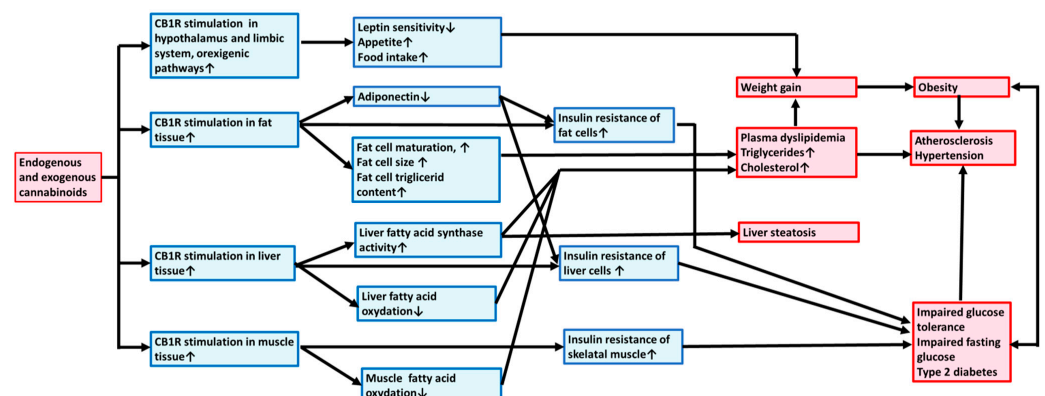 Endogenous
and exogenous
cannabinoids
CB1R stimulation in
hypothalamus and limbic
system, orexigenic
pathways↑
CB1R stimulation in fat
tissue↑
CB1R stimulation in liver
tissue↑
CB1R stimulation in muscle
tissue↑
Leptin sensitivity↓
Appetite↑
Food intake↑
Adiponectin↓
Fat cell maturation, ↑
Fat cell size ↑
Fat cell triglicerid
content↑
Liver fatty acid synthase
activity↑
Liver fatty acid
oxydation↓
Muscle fatty acid
oxydation↓
Insulin resistance of
fat cells↑
Insulin resistance of
liver cells ↑
Insulin resistance of
skelatal muscle↑
Weight gain
Plasma dyslipidemia
Triglycerides↑
Cholesterol↑
Liver steatosis
Obesity
Atherosclerosis
Hypertension
Impaired glucose
tolerance
Impaired fasting
glucose
Type 2 diabetes